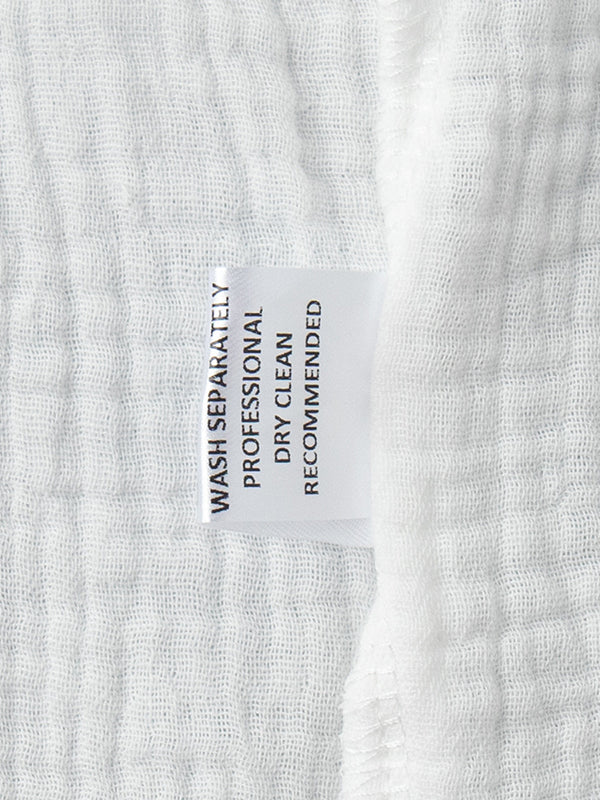 WASH SEPARATELY
PROFESSIONAL
DRY CLEAN
RECOMMENDED